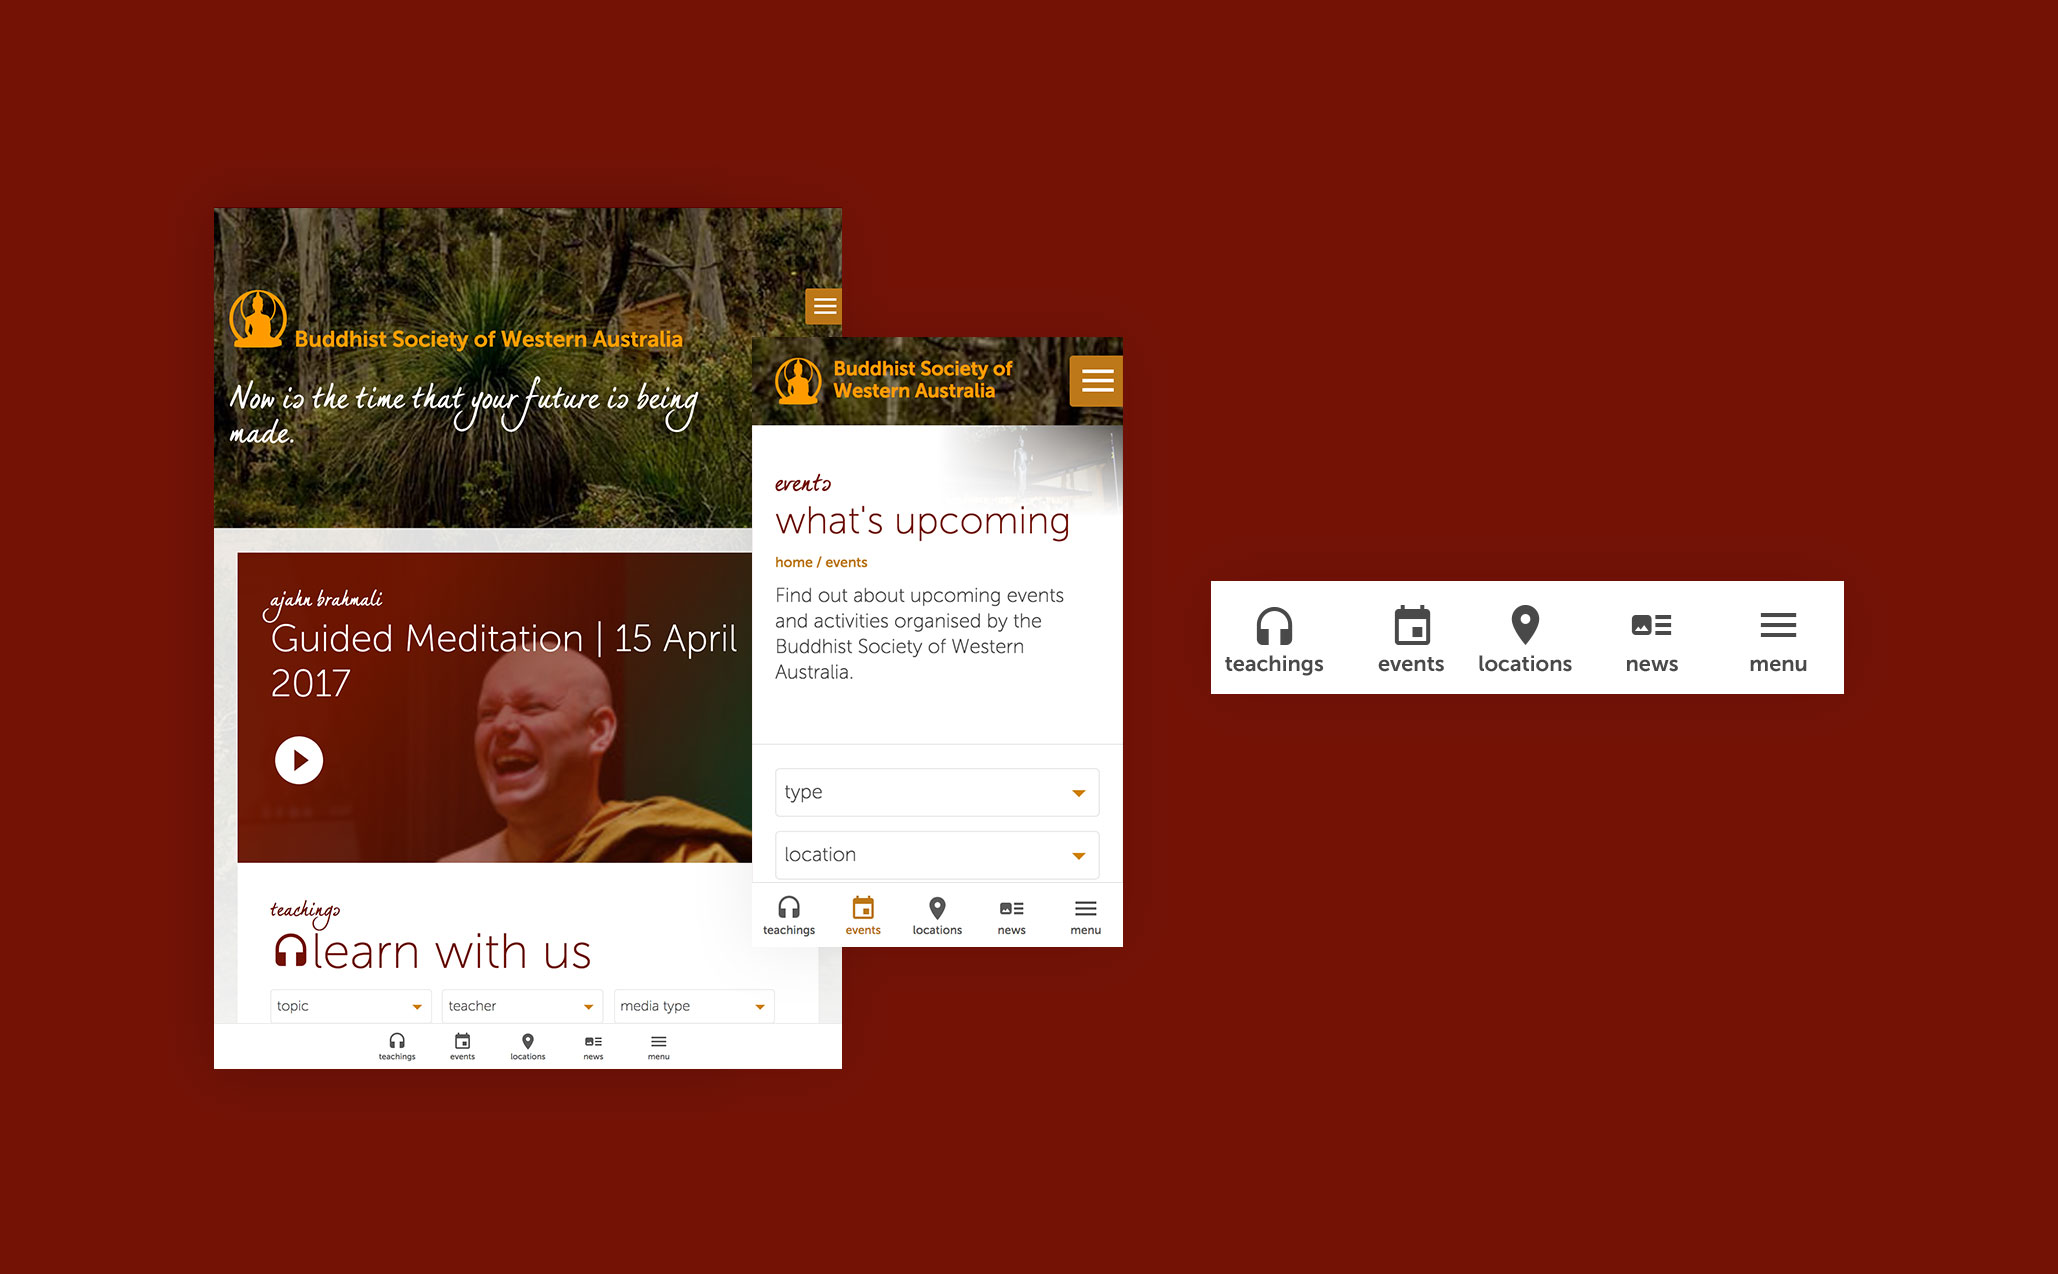 Buddhist Society of Western Australia
Now is the time that your future is being
made.
ajahn brahmali
Guided Meditation | 15 April
2017
teachings
learn with us
topic
teacher
media type
teachings
events
locations
news
menu
Buddhist Society of
Western Australia
events
what's upcoming
home / events
Find out about upcoming events
and activities organised by the
Buddhist Society of Western
Australia.
type
location
teachings
events
locations
news
menu
teachings
events
locations
news
menu